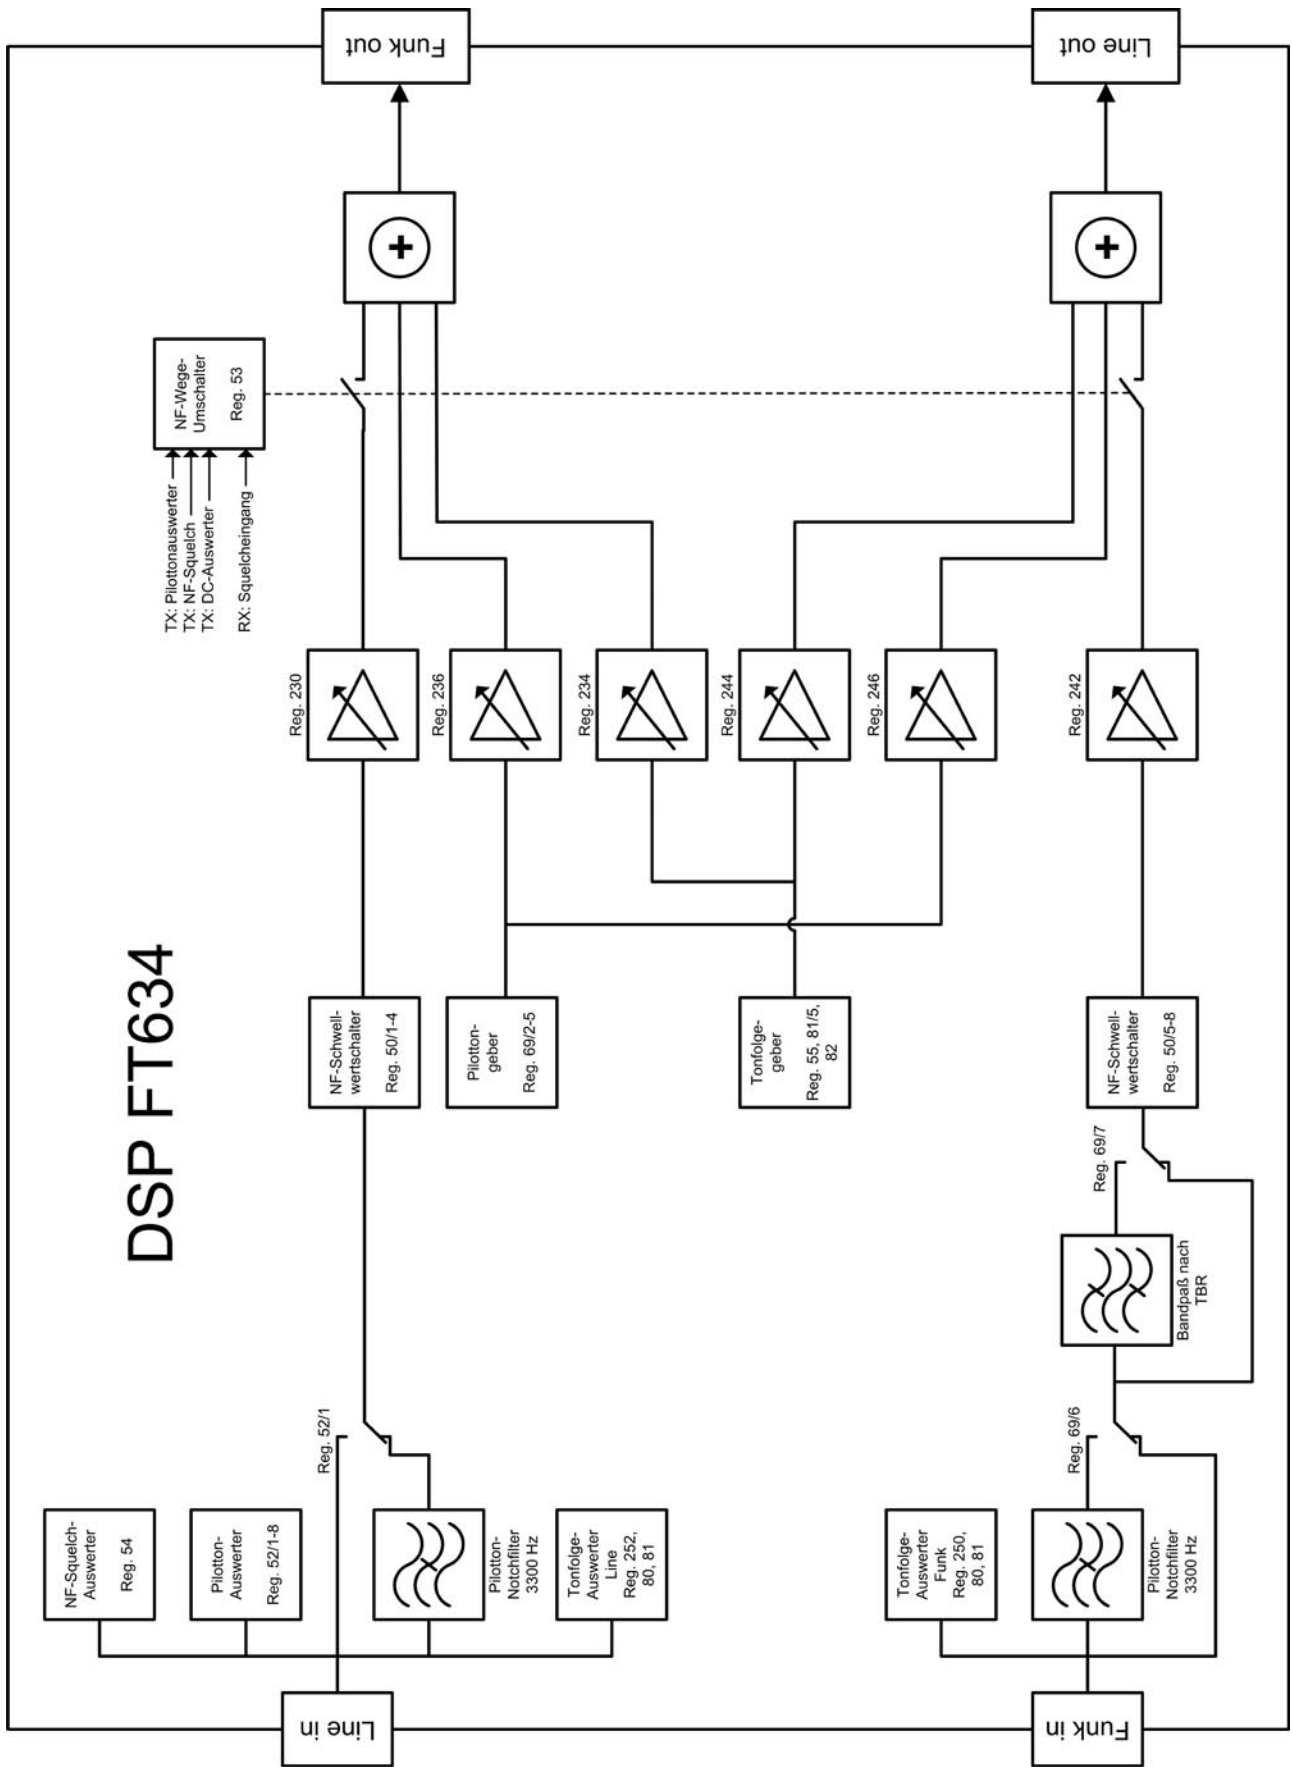 DSP FT634
NF-Squelch-
Auswerter
Reg. 54
Pilotton-
Auswerter
Reg. 52/1-8
Line in
Reg. 52/1
Pilotton-
Notchfilter
3300 Hz
Tonfolge-
Auswerter
Line
Reg. 252,
80, 81
NF-Schwell-
wertschalter
Reg. 50/1-4
Pilotton-
geber
Reg. 69/2-5
Tonfolge-
geber
Reg. 55, 81/5,
82
TX: Pilottonauswerter
TX: NF-Squelch
TX: DC-Auswerter
RX: Squelcheingang
NF-Wege-
Umschalter
Reg. 53
Reg. 230
Reg. 236
Reg. 234
Reg. 244
Reg. 246
Reg. 242
Funk out
Line out
Tonfolge-
Auswerter
Funk
Reg. 250,
80, 81
Funk in
Reg. 69/6
Pilotton-
Notchfilter
3300 Hz
Bandpaß nach
TBR
Reg. 69/7
NF-Schwell-
wertschalter
Reg. 50/5-8